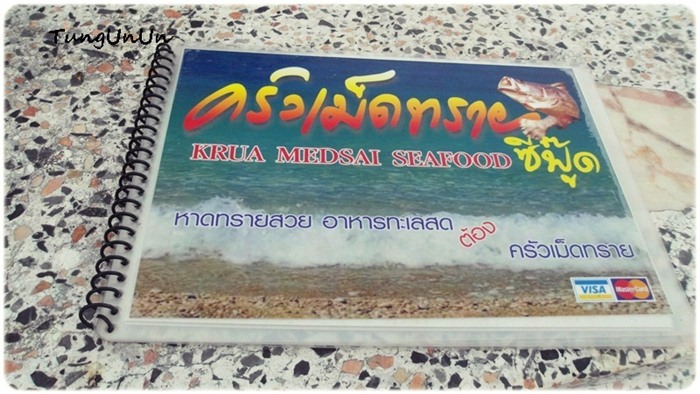 TungUnUn
ครัวเม็ดทราย
KRUA MEDSAI SEAFOOD ซีฟู๊ด
หาดทรายสวย อาหารทะเลสด ต้อง ครัวเม็ดทราย
VISA MasterCard